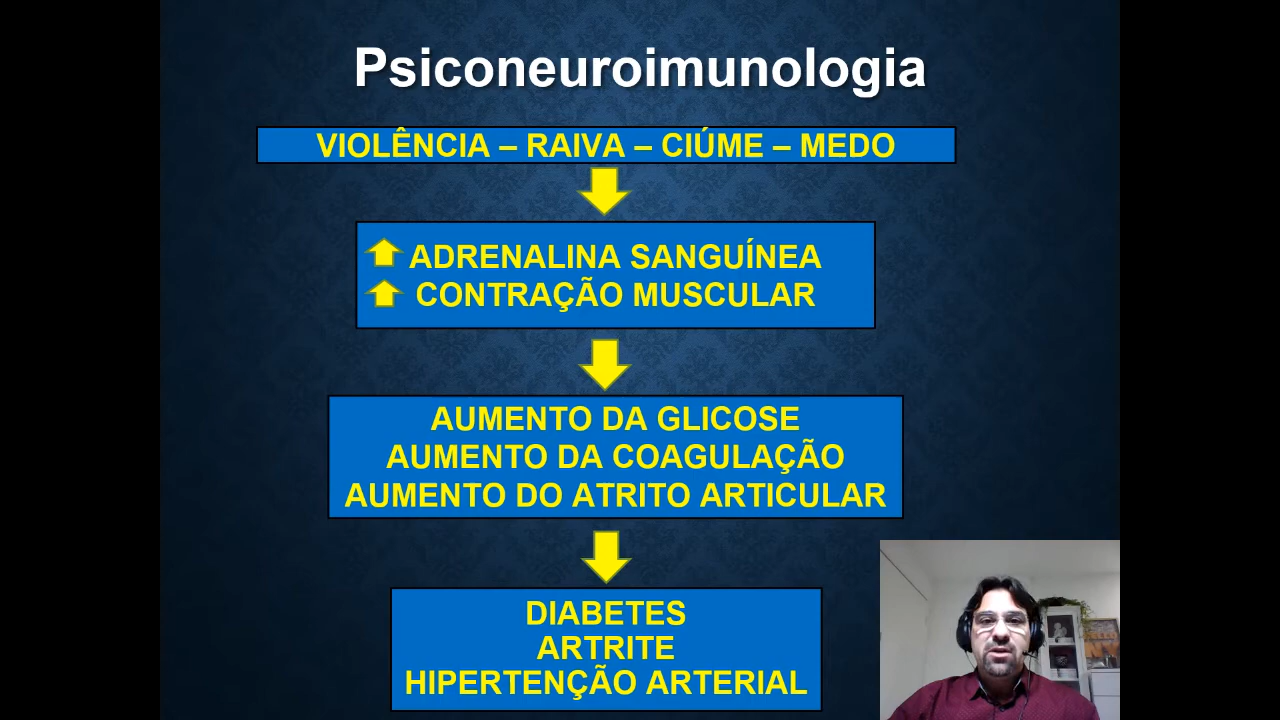 Psiconeuroimunologia
VIOLÊNCIA – RAIVA – CIÚME – MEDO
ADRENALINA SANGUÍNEA
CONTRAÇÃO MUSCULAR
AUMENTO DA GLICOSE
AUMENTO DA COAGULAÇÃO
AUMENTO DO ATRITO ARTICULAR
DIABETES
ARTRITE
HIPERTENÇÃO ARTERIAL